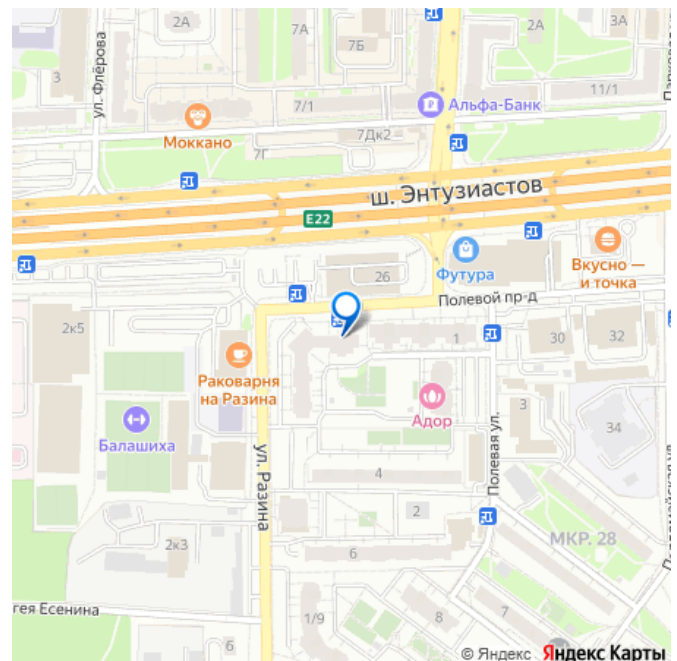 2А
7А
2А
3А
ул. Флёрова
3
7Б
7/1
Альфа-Банк
11/1
Парковая ул.
Моккано
7Дк2
7Г
ш. Энтузиастов
E22
26
Футура
Вкусно —
и точка
Полевой пр-д
2к5
1
30
32
Раковарня
на Разина
Балашиха
Адор
3
34
ул. Разина
4
Полевая ул.
2
МКР. 28
2к3
6
гея Есенина
1/9
8
7
6
© Яндекс Яндекс Карты